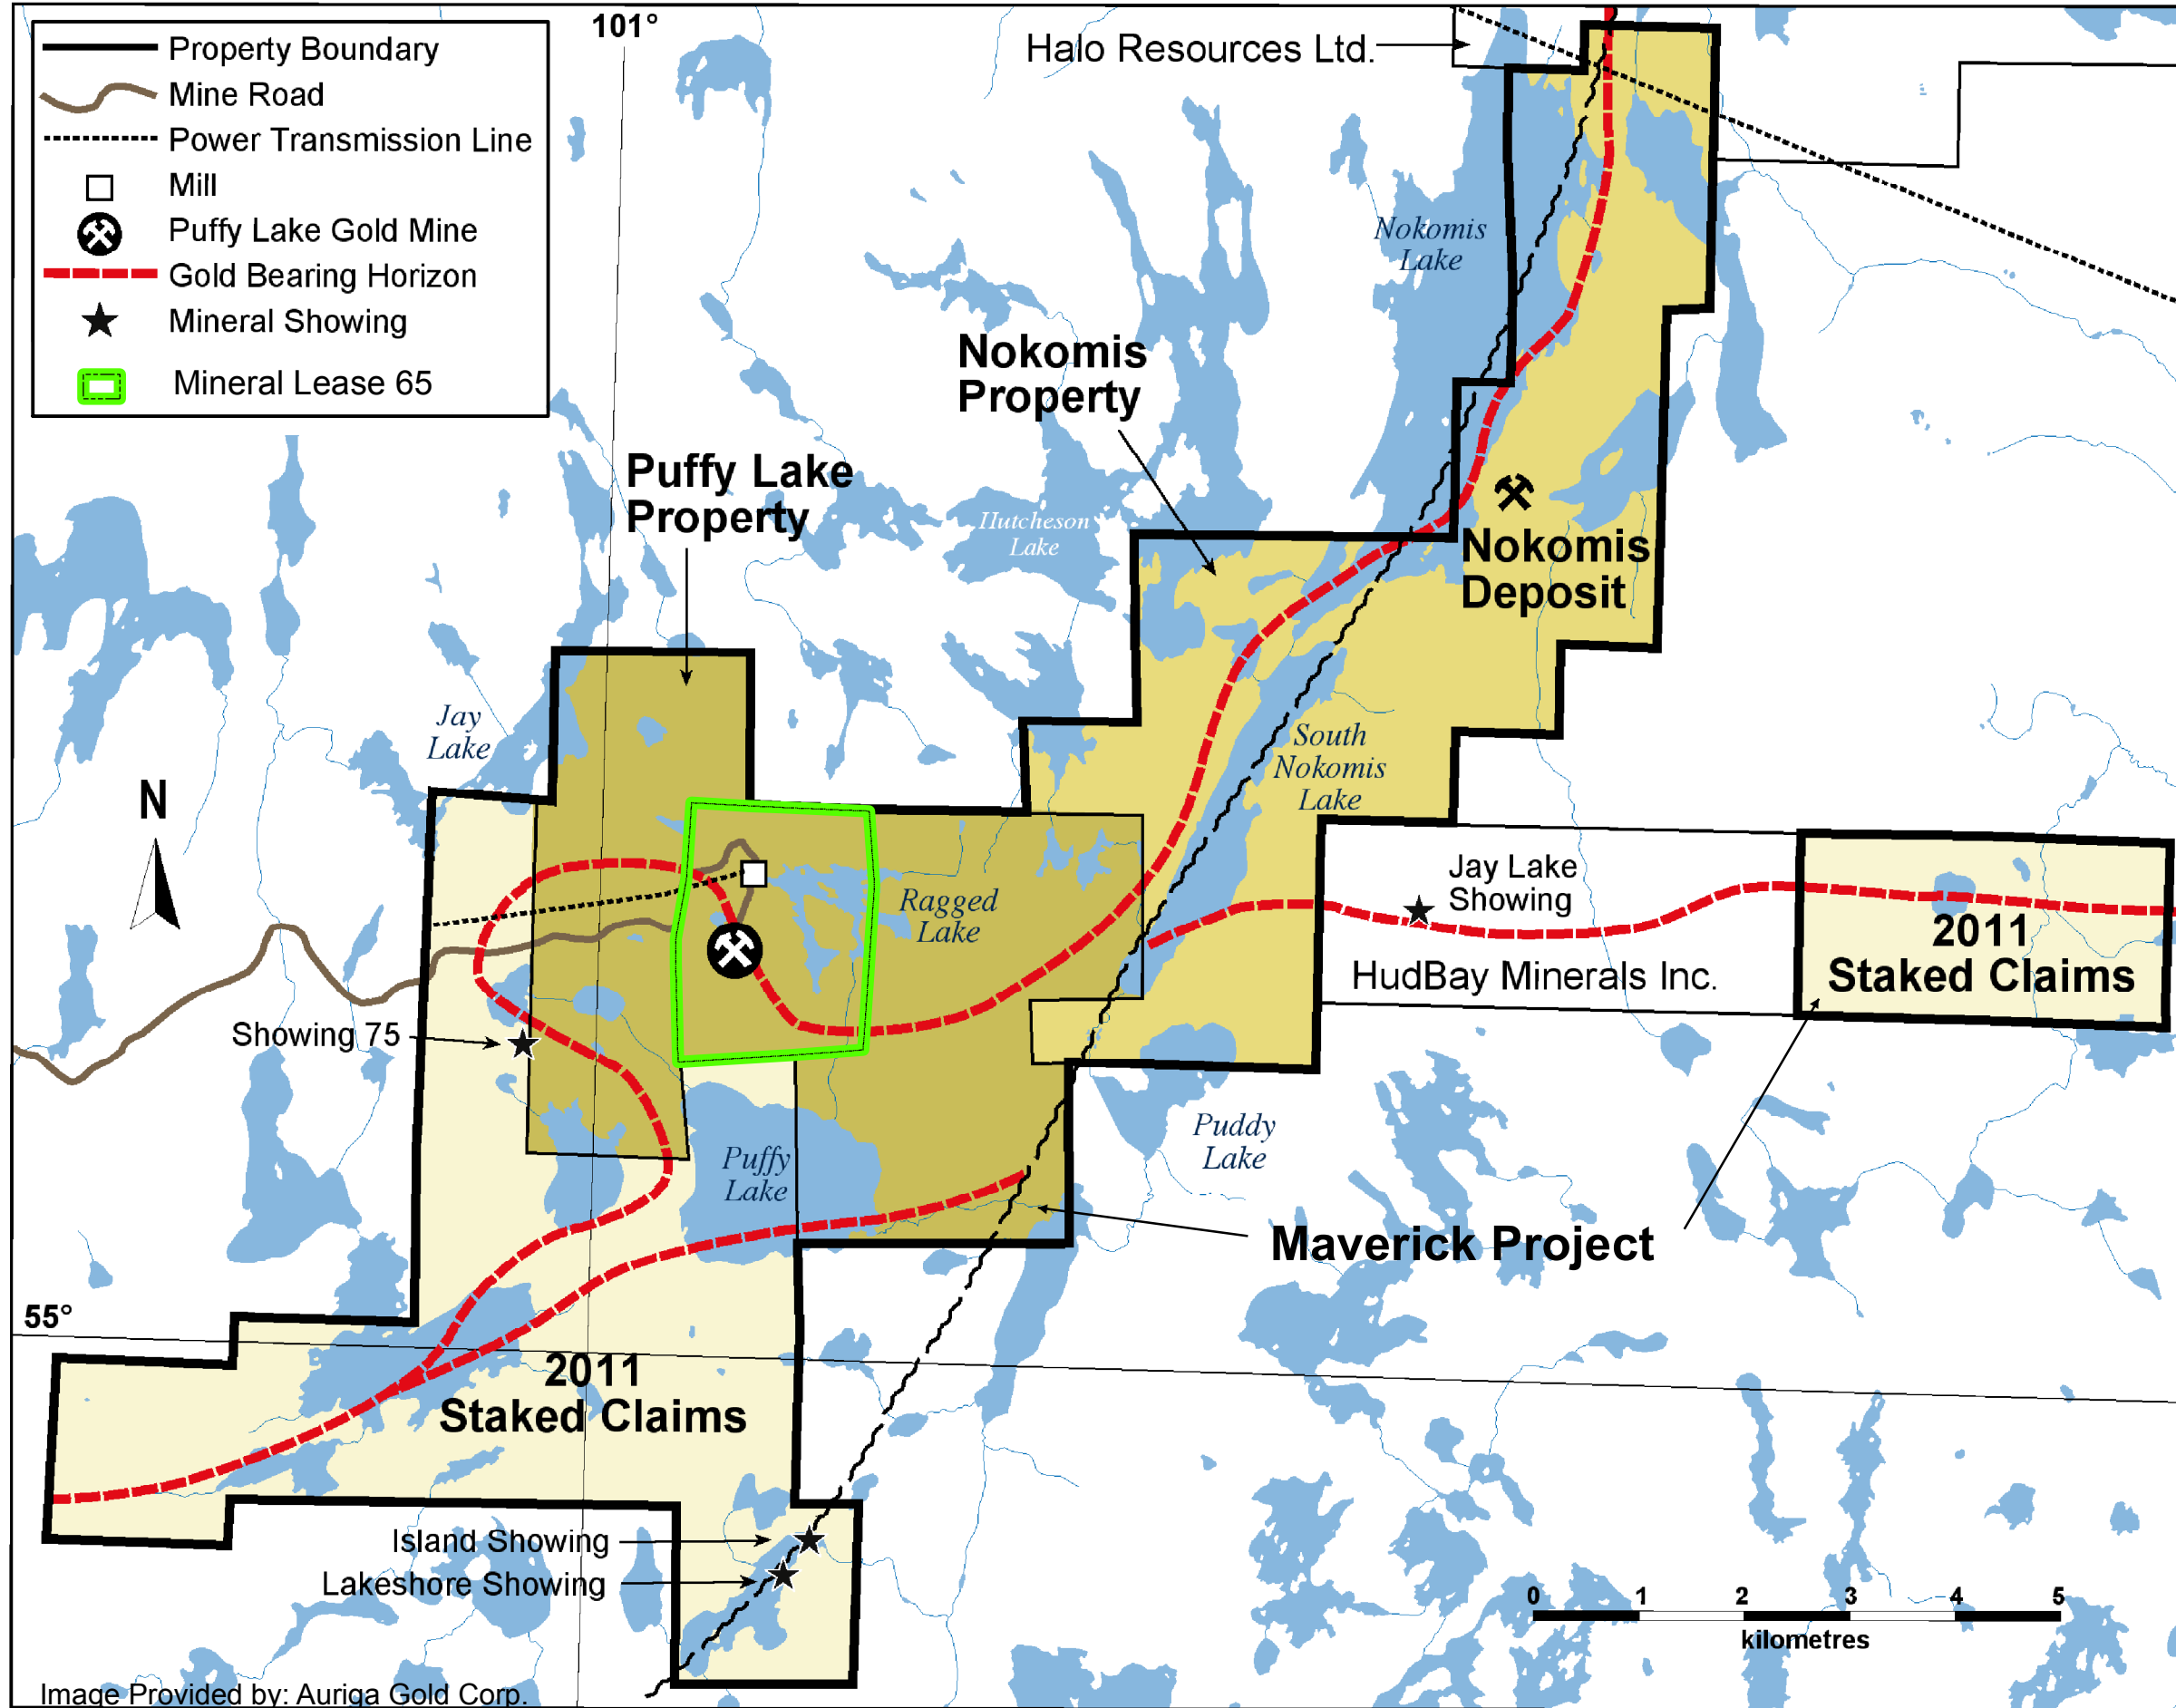 Property Boundary
Mine Road
Power Transmission Line
Mill
Puffy Lake Gold Mine
Gold Bearing Horizon
Mineral Showing
Mineral Lease 65
101°
Halo Resources Ltd.
Nokomis
Lake
Nokomis
Property
Puffy Lake
Property
Hutcheson
Lake
Nokomis
Deposit
Jay
Lake
South
Nokomis
Lake
N
Ragged
Lake
Jay Lake
Showing
HudBay Minerals Inc.
2011
Staked Claims
Showing 75
Puffy
Lake
Puddy
Lake
Maverick Project
55°
2011
Staked Claims
Island Showing
Lakeshore Showing
0 1 2 3 4 5
kilometres
Image Provided by: Auriga Gold Corp.